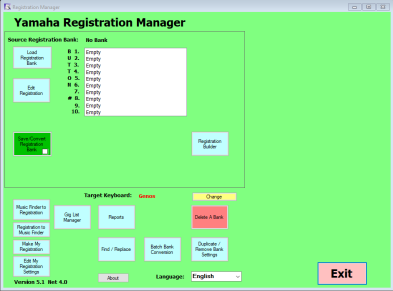 Registration Manager
Yamaha Registration Manager
Source Registration Bank: No Bank
Load
Registration
Bank
Edit
Registration
Save/Convert
Registration
Bank
B 1. Empty
U 2. Empty
T 3. Empty
T 4. Empty
O 5. Empty
N 6. Empty
7. Empty
# 8. Empty
9. Empty
10. Empty
Registration
Builder
Target Keyboard: Genos
Change
Music Finder to
Registration
Registration to
Music Finder
Make My
Registration
Edit My
Registration
Settings
Gig List
Manager
Reports
Delete A Bank
Find / Replace
Batch Bank
Conversion
Duplicate /
Remove Bank
Settings
About
Language: English
Exit
Version 5.1 Net 4.0